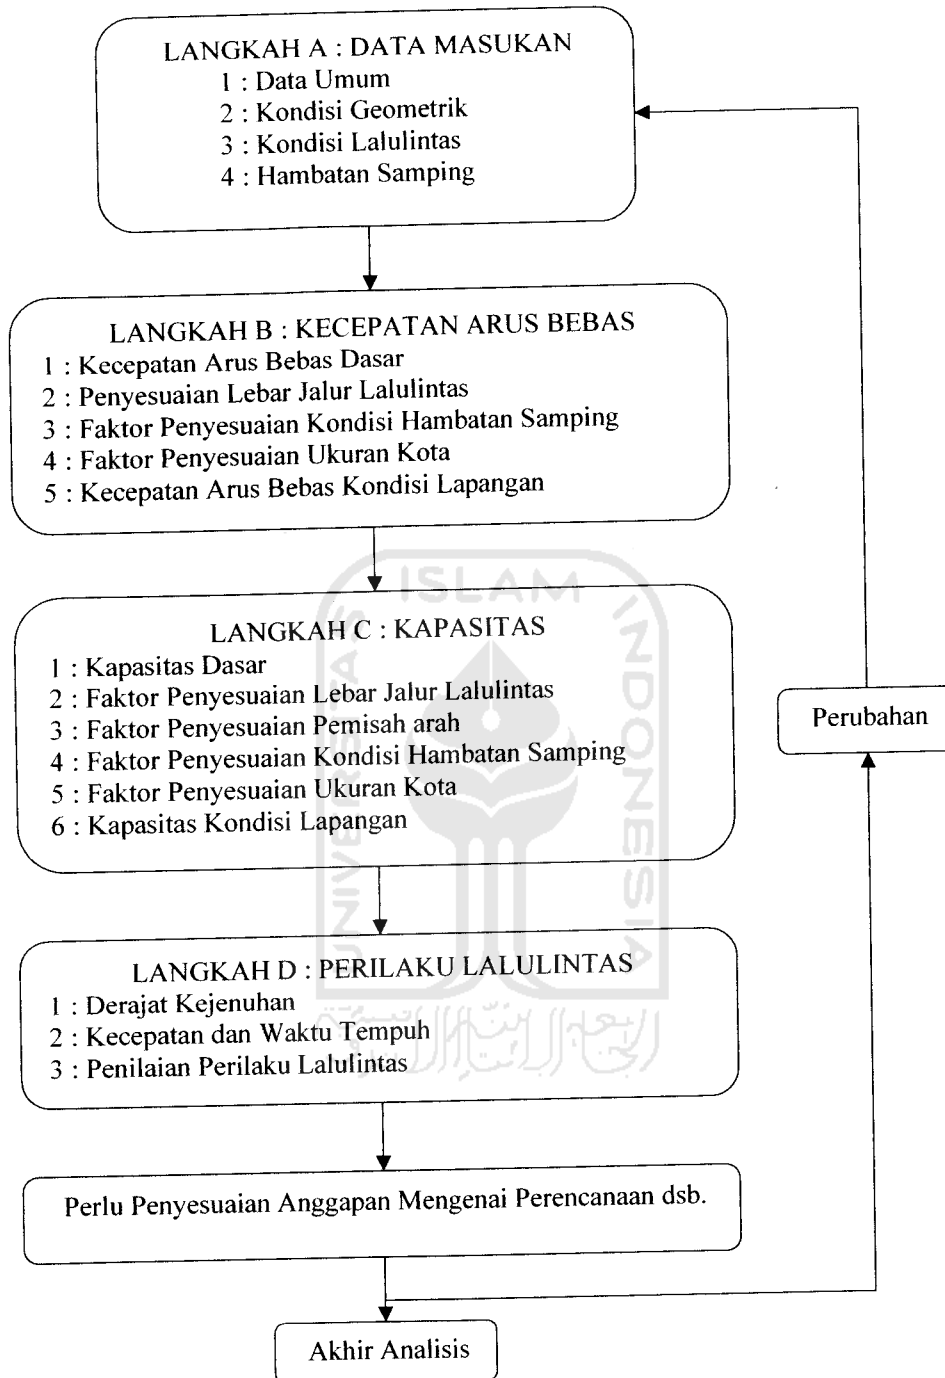 LANGKAH A : DATA MASUKAN
1 : Data Umum
2 : Kondisi Geometrik
3 : Kondisi Lalulintas
4 : Hambatan Samping
LANGKAH B : KECEPATAN ARUS BEBAS
1 : Kecepatan Arus Bebas Dasar
2 : Penyesuaian Lebar Jalur Lalulintas
3 : Faktor Penyesuaian Kondisi Hambatan Samping
4 : Faktor Penyesuaian Ukuran Kota
5 : Kecepatan Arus Bebas Kondisi Lapangan
LANGKAH C : KAPASITAS
1 : Kapasitas Dasar
2 : Faktor Penyesuaian Lebar Jalur Lalulintas
3 : Faktor Penyesuaian Pemisah arah
4 : Faktor Penyesuaian Kondisi Hambatan Samping
5 : Faktor Penyesuaian Ukuran Kota
6 : Kapasitas Kondisi Lapangan
Perubahan
LANGKAH D : PERILAKU LALULINTAS
1 : Derajat Kejenuhan
2 : Kecepatan dan Waktu Tempuh
3 : Penilaian Perilaku Lalulintas
Perlu Penyesuaian Anggapan Mengenai Perencanaan dsb.
Akhir Analisis
UNIVERSITAS
ISLAM
INDONESIA